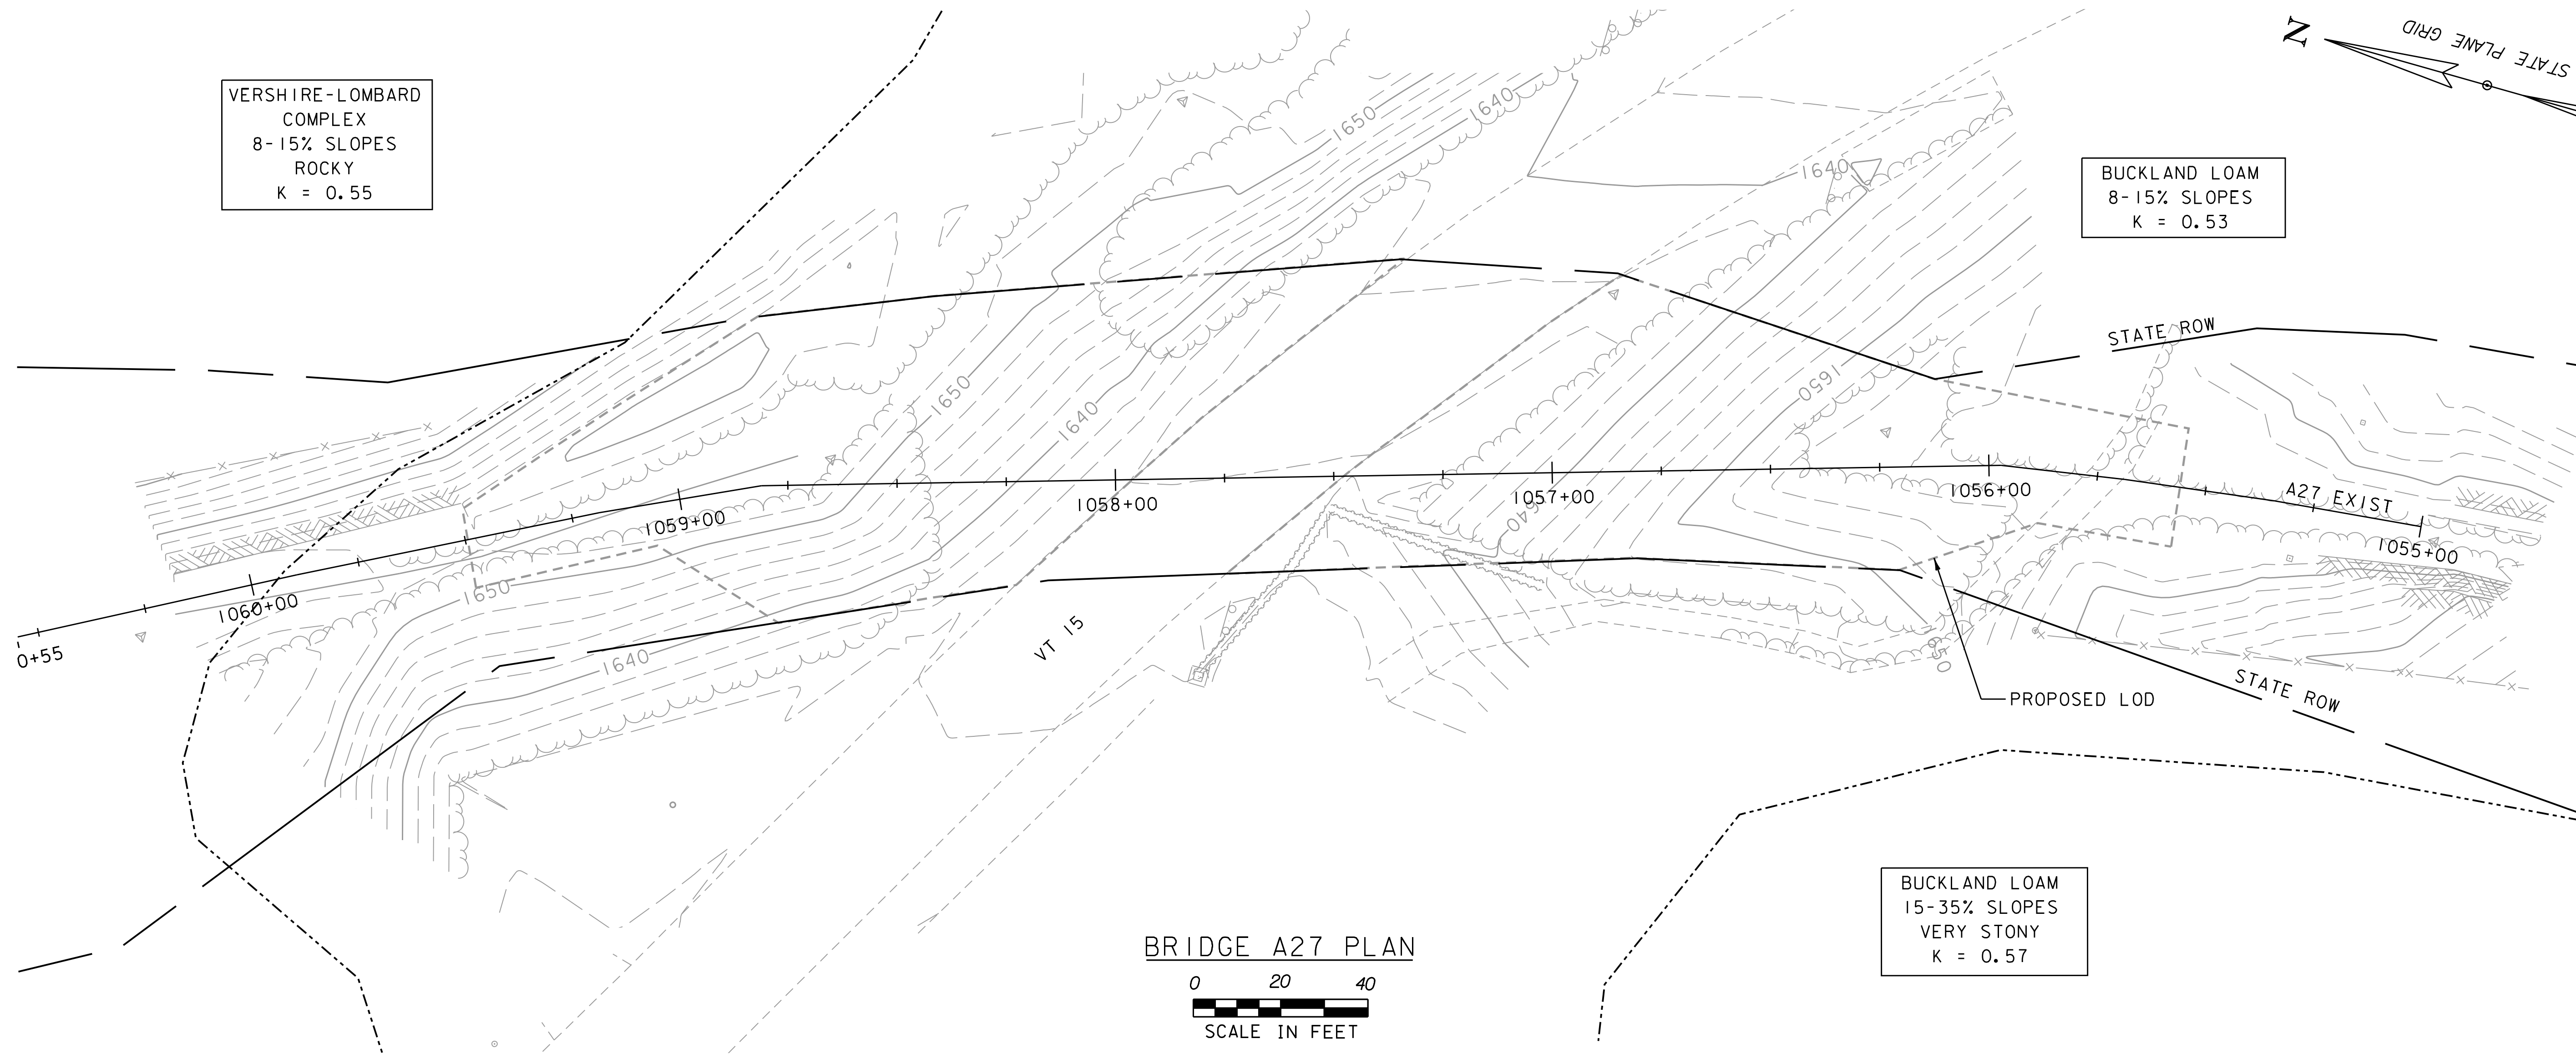 N
STATE PLANE GRID
VERSHIRE-LOMBARD
COMPLEX
8-15% SLOPES
ROCKY
K = 0.55
BUCKLAND LOAM
8-15% SLOPES
K = 0.53
1650
1640
1640
STATE ROW
1650
1650
1640
1640
A27 EXIST
1060+00
1059+00
1058+00
1057+00
1056+00
1055+00
0+55
1650
1640
VT 15
650
STATE ROW
PROPOSED LOD
BUCKLAND LOAM
15-35% SLOPES
VERY STONY
K = 0.57
BRIDGE A27 PLAN
0 20 40
SCALE IN FEET